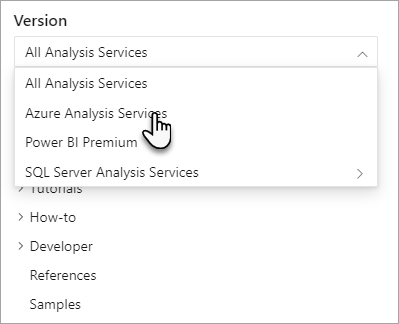 Version
All Analysis Services
All Analysis Services
Azure Analysis Services
Power BI Premium
SQL Server Analysis Services
Tutorials
How-to
Developer
References
Samples